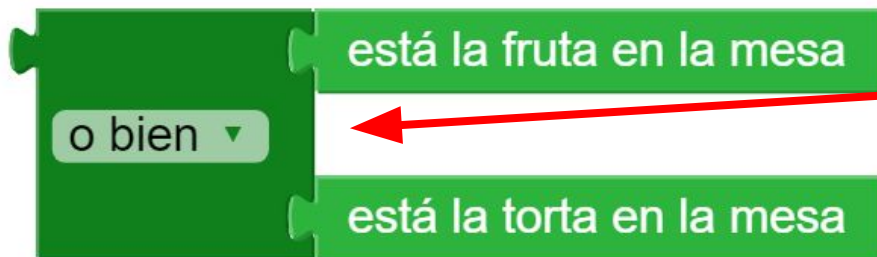 está la fruta en la mesa
o bien
está la torta en la mesa